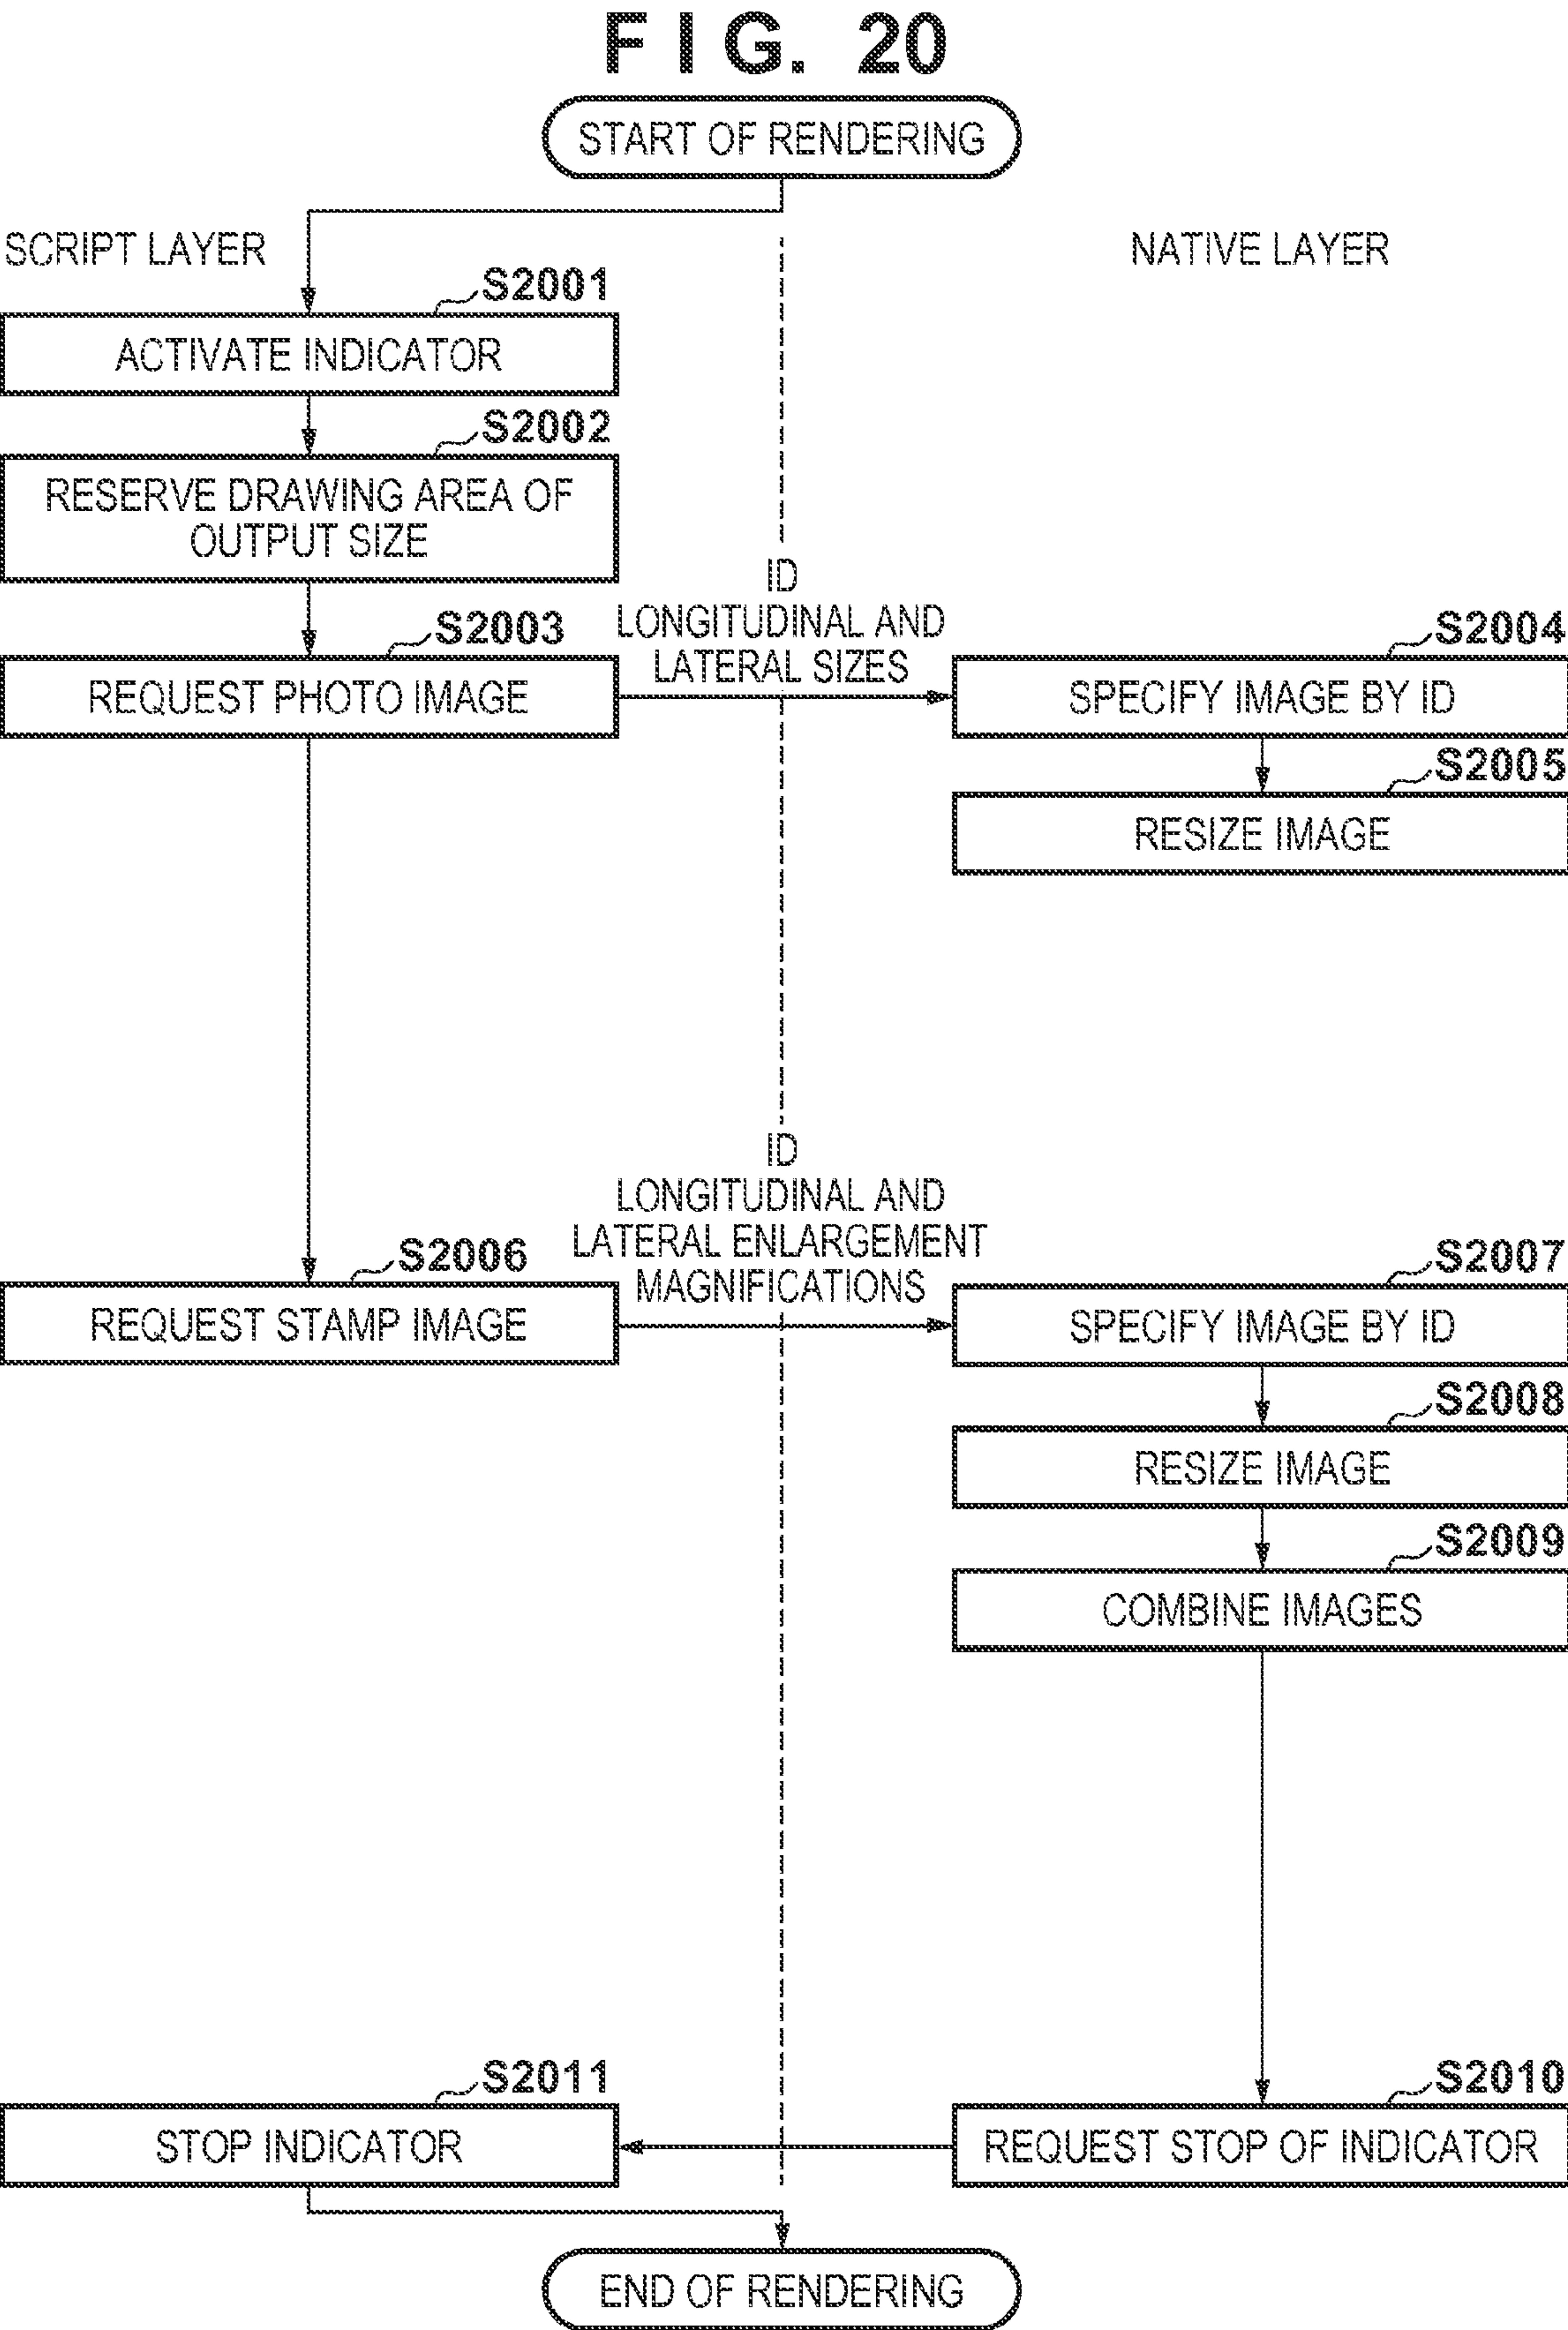 FIG. 20
START OF RENDERING
SCRIPT LAYER
NATIVE LAYER
S2001
ACTIVATE INDICATOR
S2002
RESERVE DRAWING AREA OF
OUTPUT SIZE
ID
LONGITUDINAL AND
LATERAL SIZES
S2003
REQUEST PHOTO IMAGE
S2004
SPECIFY IMAGE BY ID
S2005
RESIZE IMAGE
ID
LONGITUDINAL AND
LATERAL ENLARGEMENT
MAGNIFICATIONS
S2006
REQUEST STAMP IMAGE
S2007
SPECIFY IMAGE BY ID
S2008
RESIZE IMAGE
S2009
COMBINE IMAGES
S2011
STOP INDICATOR
S2010
REQUEST STOP OF INDICATOR
END OF RENDERING